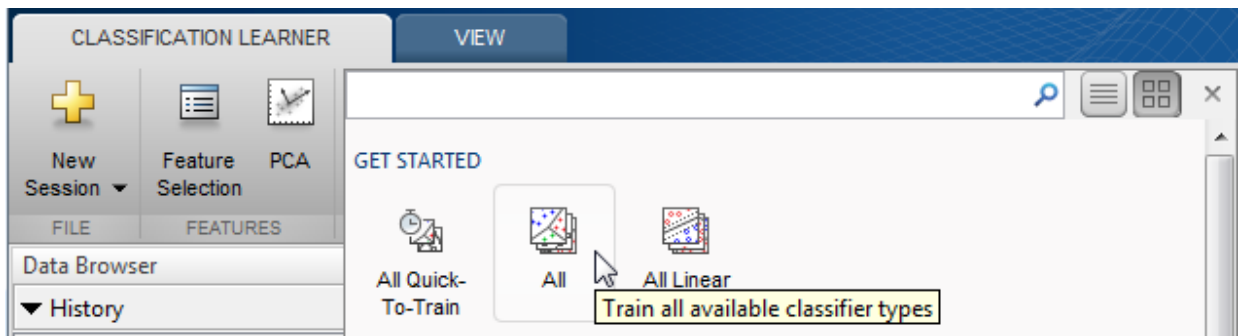 CLASSIFICATION LEARNER
VIEW
New
Session
Feature
Selection
PCA
FILE
FEATURES
GET STARTED
All Quick-
To-Train
All
All Linear
Train all available classifier types
Data Browser
History